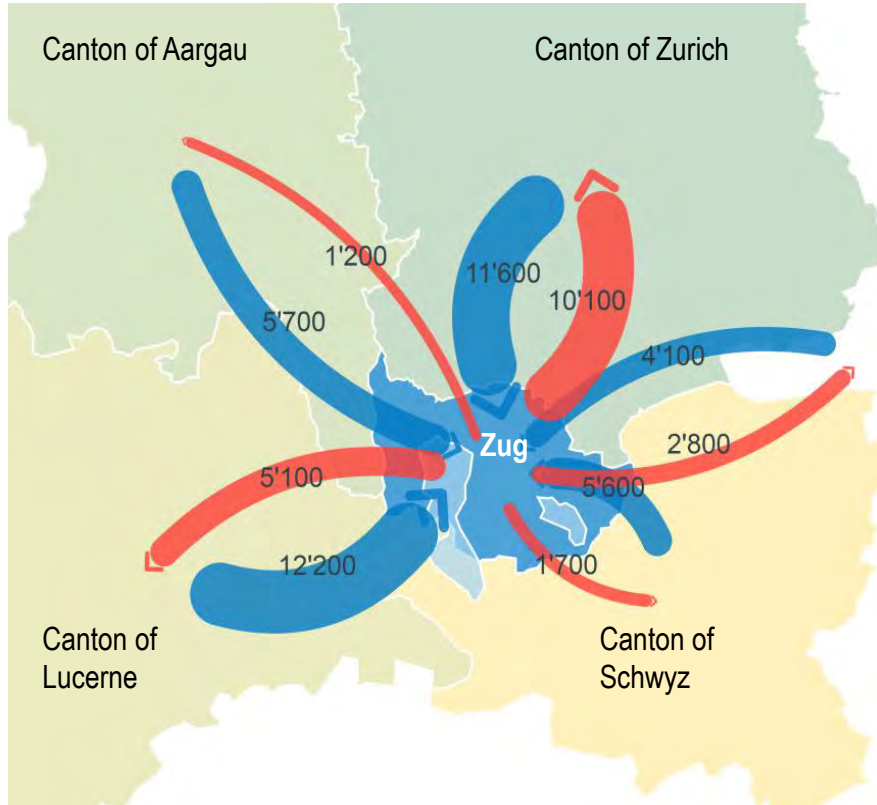 Canton of Aargau
Canton of Zurich
1'200
11'600
10'100
5'700
4'100
Zug
2'800
5'100
5'600
12'200
1'700
Canton of
Lucerne
Canton of
Schwyz